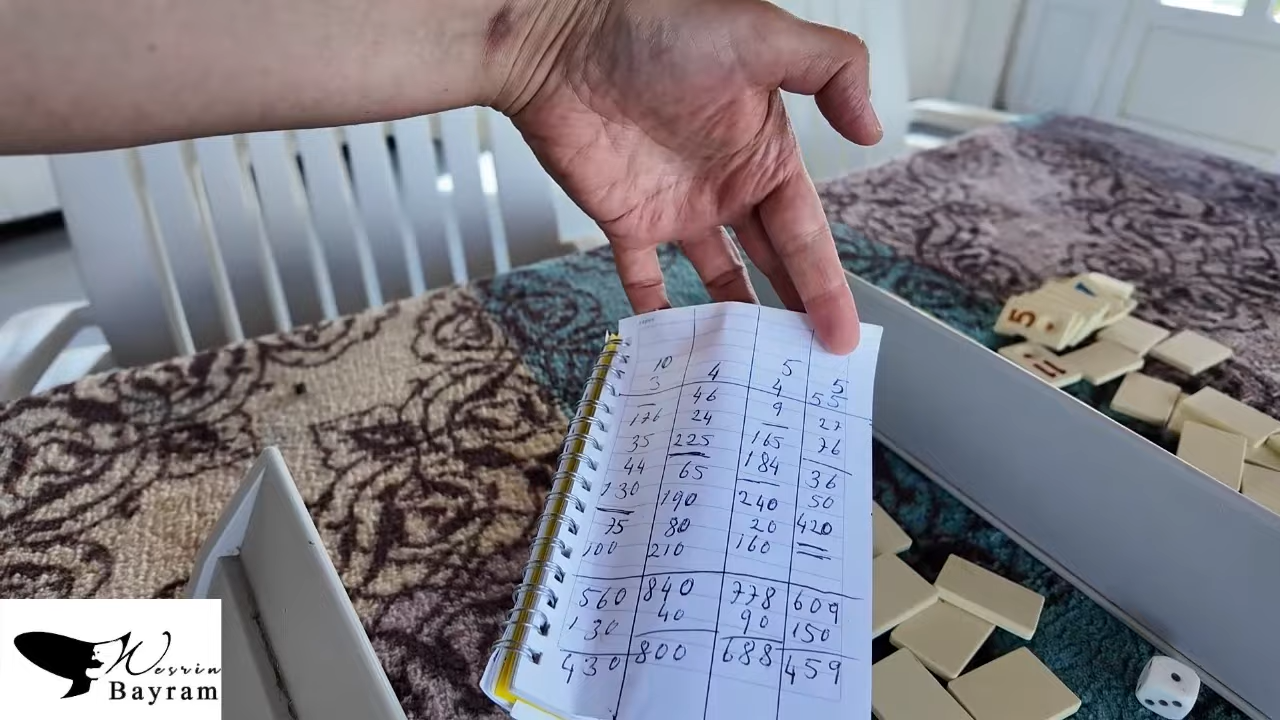 10 4 5 5
3 46 4 55
176 24 9 27
35 225 165 76
44 65 184 36
130 190 240 50
75 80 20 420
100 210 160
560 840 778 609
130 40 90 150
430 800 688 459
5
11
Wesrin
Bayram